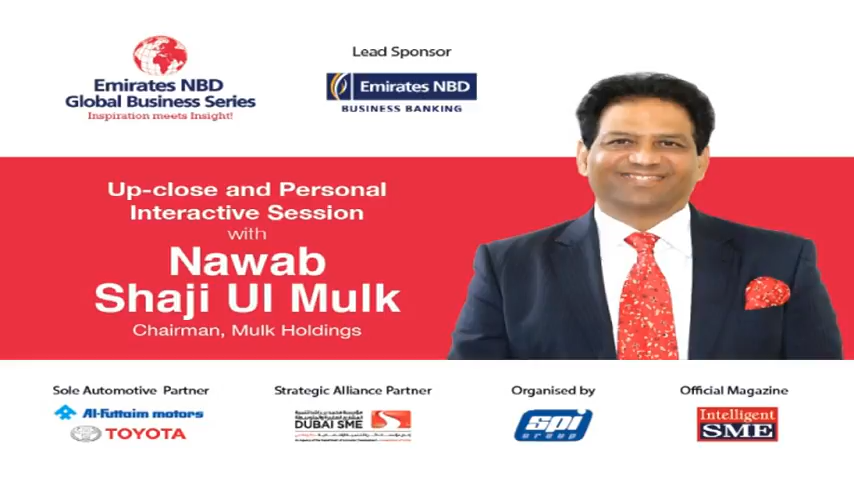 Emirates NBD
Global Business Series
Inspiration meets Insight!
Lead Sponsor
Emirates NBD
BUSINESS BANKING
Up-close and Personal
Interactive Session
with
Nawab
Shaji Ul Mulk
Chairman, Mulk Holdings
Sole Automotive Partner
Al-Futtaim motors
TOYOTA
Strategic Alliance Partner
DUBAI SME
Organised by
spi
group
Official Magazine
Intelligent
SME